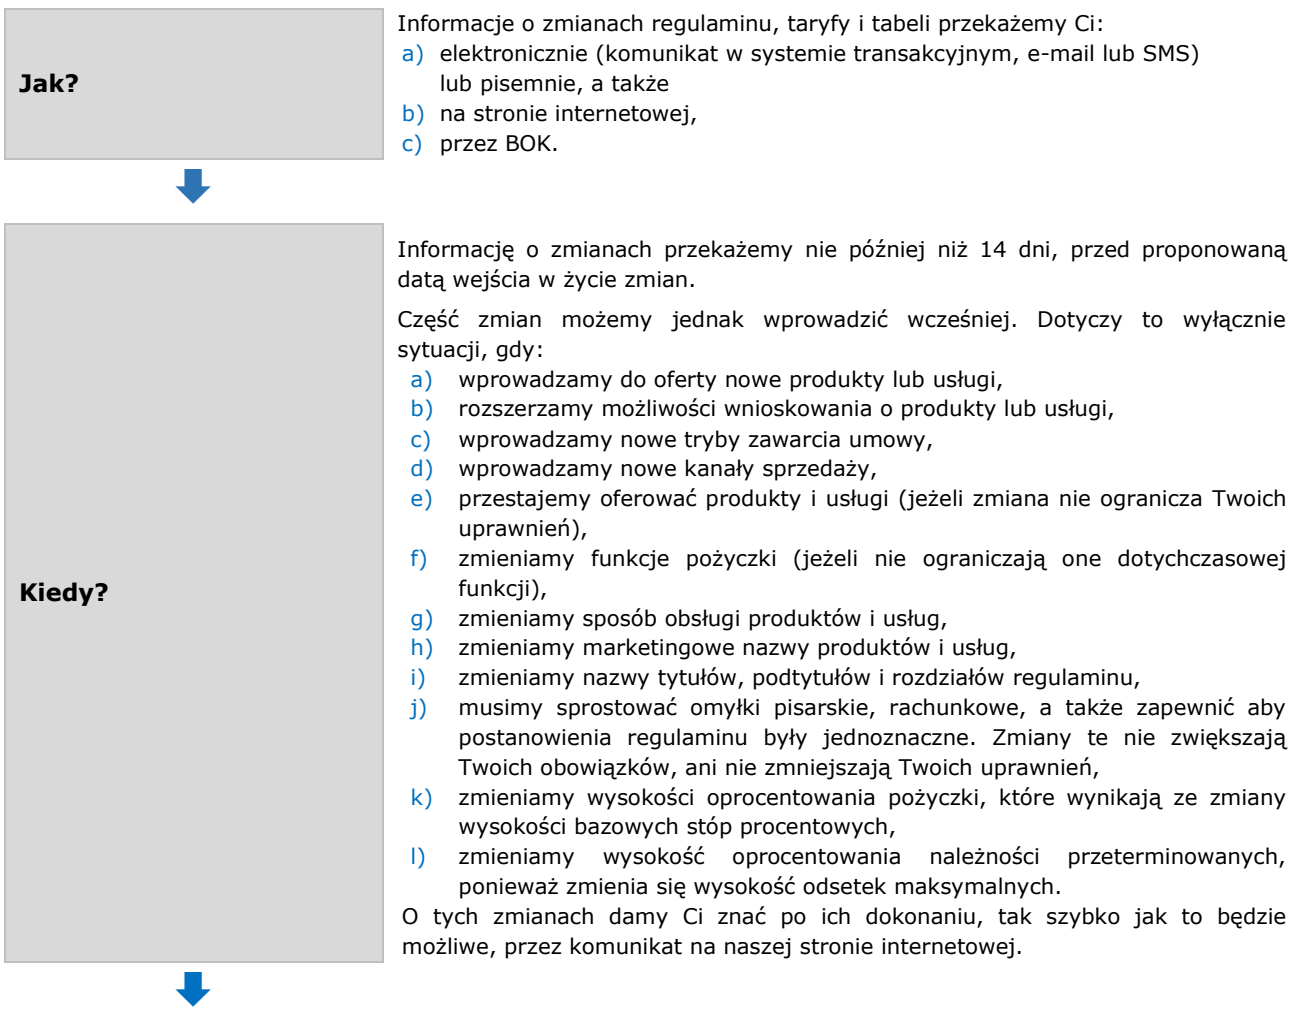 Jak?
Informacje o zmianach regulaminu, taryfy i tabeli przekażemy Ci:
a) elektronicznie (komunikat w systemie transakcyjnym, e-mail lub SMS)
lub pisemnie, a także
b) na stronie internetowej,
c) przez BOK.
Kiedy?
Informację o zmianach przekażemy nie później niż 14 dni, przed proponowaną
datą wejścia w życie zmian.
Część zmian możemy jednak wprowadzić wcześniej. Dotyczy to wyłącznie
sytuacji, gdy:
a) wprowadzamy do oferty nowe produkty lub usługi,
b) rozszerzamy możliwości wnioskowania o produkty lub usługi,
c) wprowadzamy nowe tryby zawarcia umowy,
d) wprowadzamy nowe kanały sprzedaży,
e) przestajemy oferować produkty i usługi (jeżeli zmiana nie ogranicza Twoich
uprawnień),
f) zmieniamy funkcje pożyczki (jeżeli nie ograniczają one dotychczasowej
funkcji),
g) zmieniamy sposób obsługi produktów i usług,
h) zmieniamy marketingowe nazwy produktów i usług,
i) zmieniamy nazwy tytułów, podtytułów i rozdziałów regulaminu,
j) musimy sprostować omyłki pisarskie, rachunkowe, a także zapewnić aby
postanowienia regulaminu były jednoznaczne. Zmiany te nie zwiększają
Twoich obowiązków, ani nie zmniejszają Twoich uprawnień,
k) zmieniamy wysokości oprocentowania pożyczki, które wynikają ze zmiany
wysokości bazowych stóp procentowych,
l) zmieniamy wysokość oprocentowania należności przeterminowanych,
ponieważ zmienia się wysokość odsetek maksymalnych.
O tych zmianach damy Ci znać po ich dokonaniu, tak szybko jak to będzie
możliwe, przez komunikat na naszej stronie internetowej.